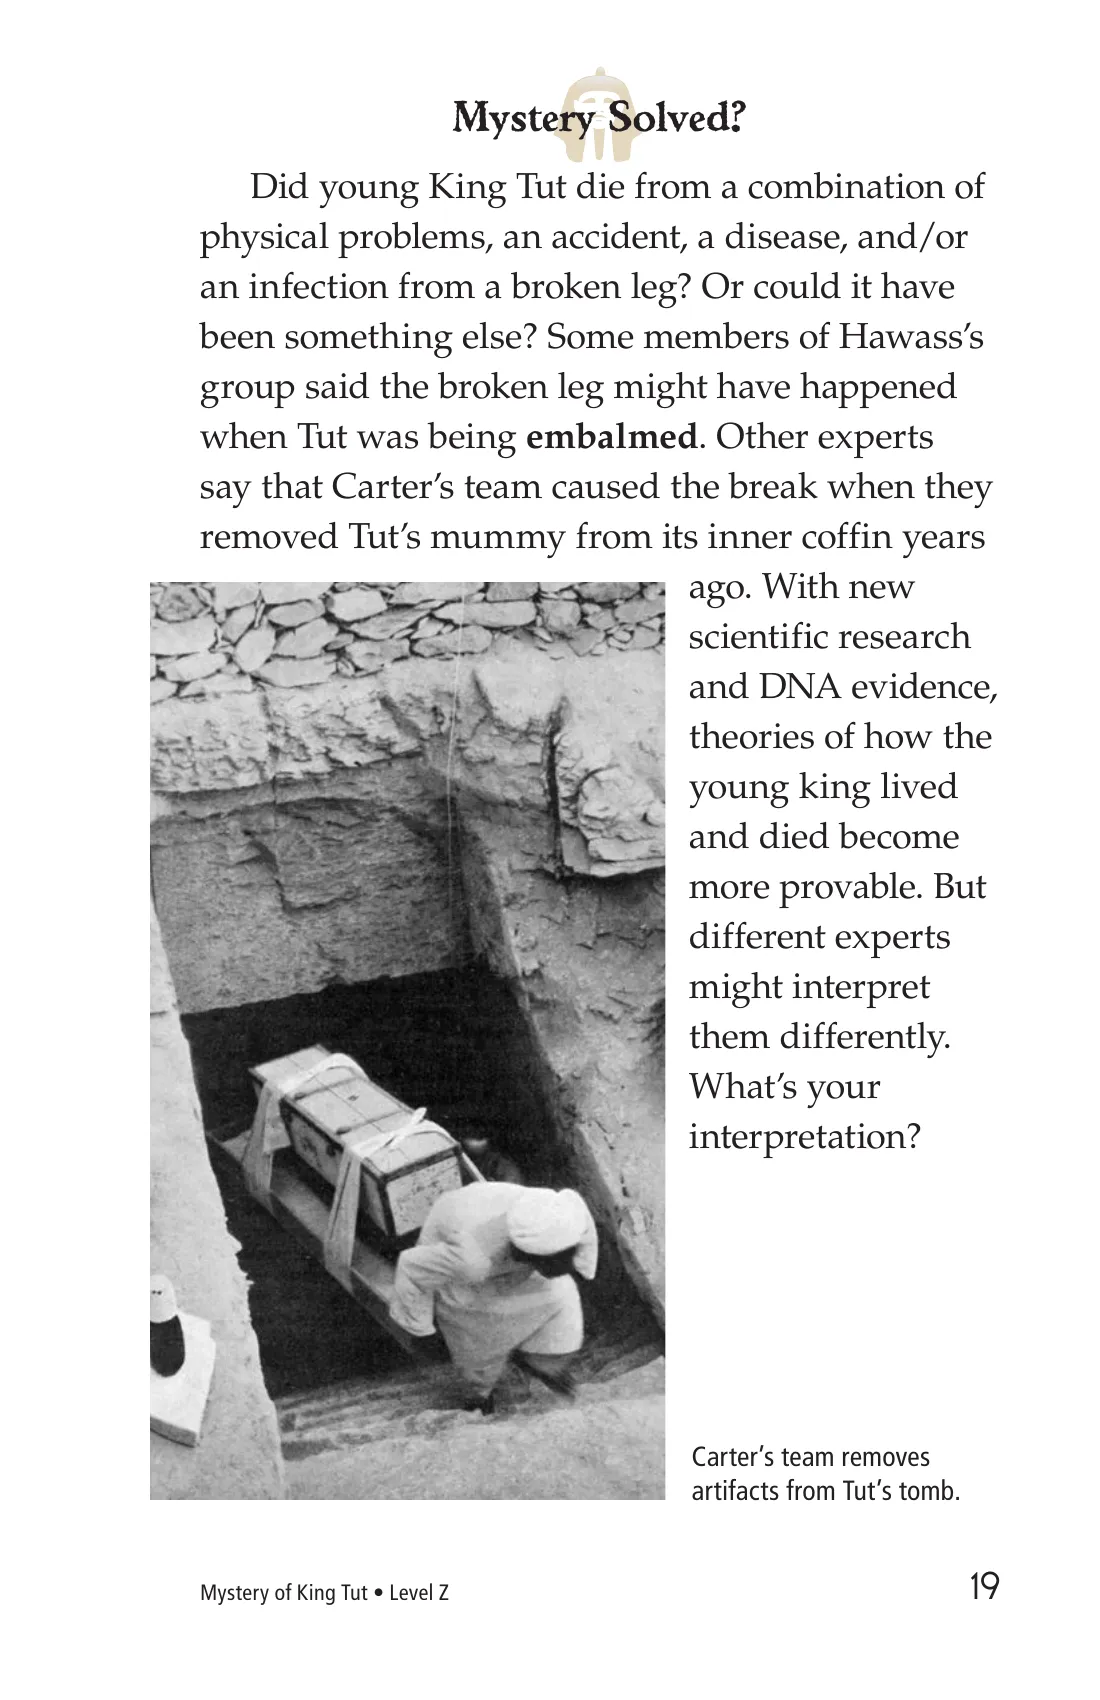 Mystery Solved?
Did young King Tut die from a combination of
physical problems, an accident, a disease, and/or
an infection from a broken leg? Or could it have
been something else? Some members of Hawass’s
group said the broken leg might have happened
when Tut was being embalmed. Other experts
say that Carter’s team caused the break when they
removed Tut’s mummy from its inner coffin years
ago. With new
scientific research
and DNA evidence,
theories of how the
young king lived
and died become
more provable. But
different experts
might interpret
them differently.
What’s your
interpretation?
Carter’s team removes
artifacts from Tut’s tomb.
Mystery of King Tut • Level Z
19